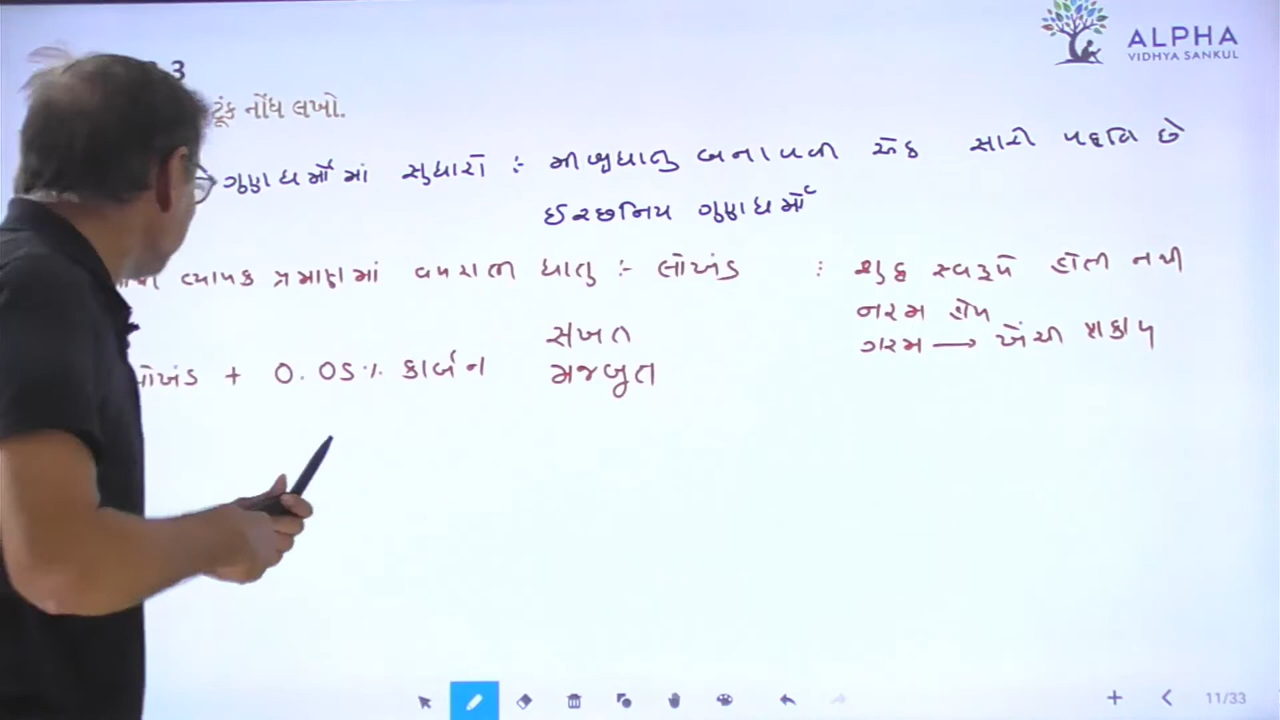 ALPHA
VIDHYA SANKUL
3
ટૂંક નોંધ લખો.
ગુણધર્મોમાં સુધારો :- મીશ્રધાતુ બનાવવી એક સારી પદ્ધતિ છે
ઈચ્છનિય ગુણધર્મો
વ્યાપક પ્રમાણમાં વપરાતી ધાતુ :- લોખંડ : શુદ્ધ સ્વરૂપે હોતી નથી
નરમ હોય
ગરમ → ખેંચી શકાય
સખત
લોખંડ + 0.05% કાર્બન મજબુત
11/33